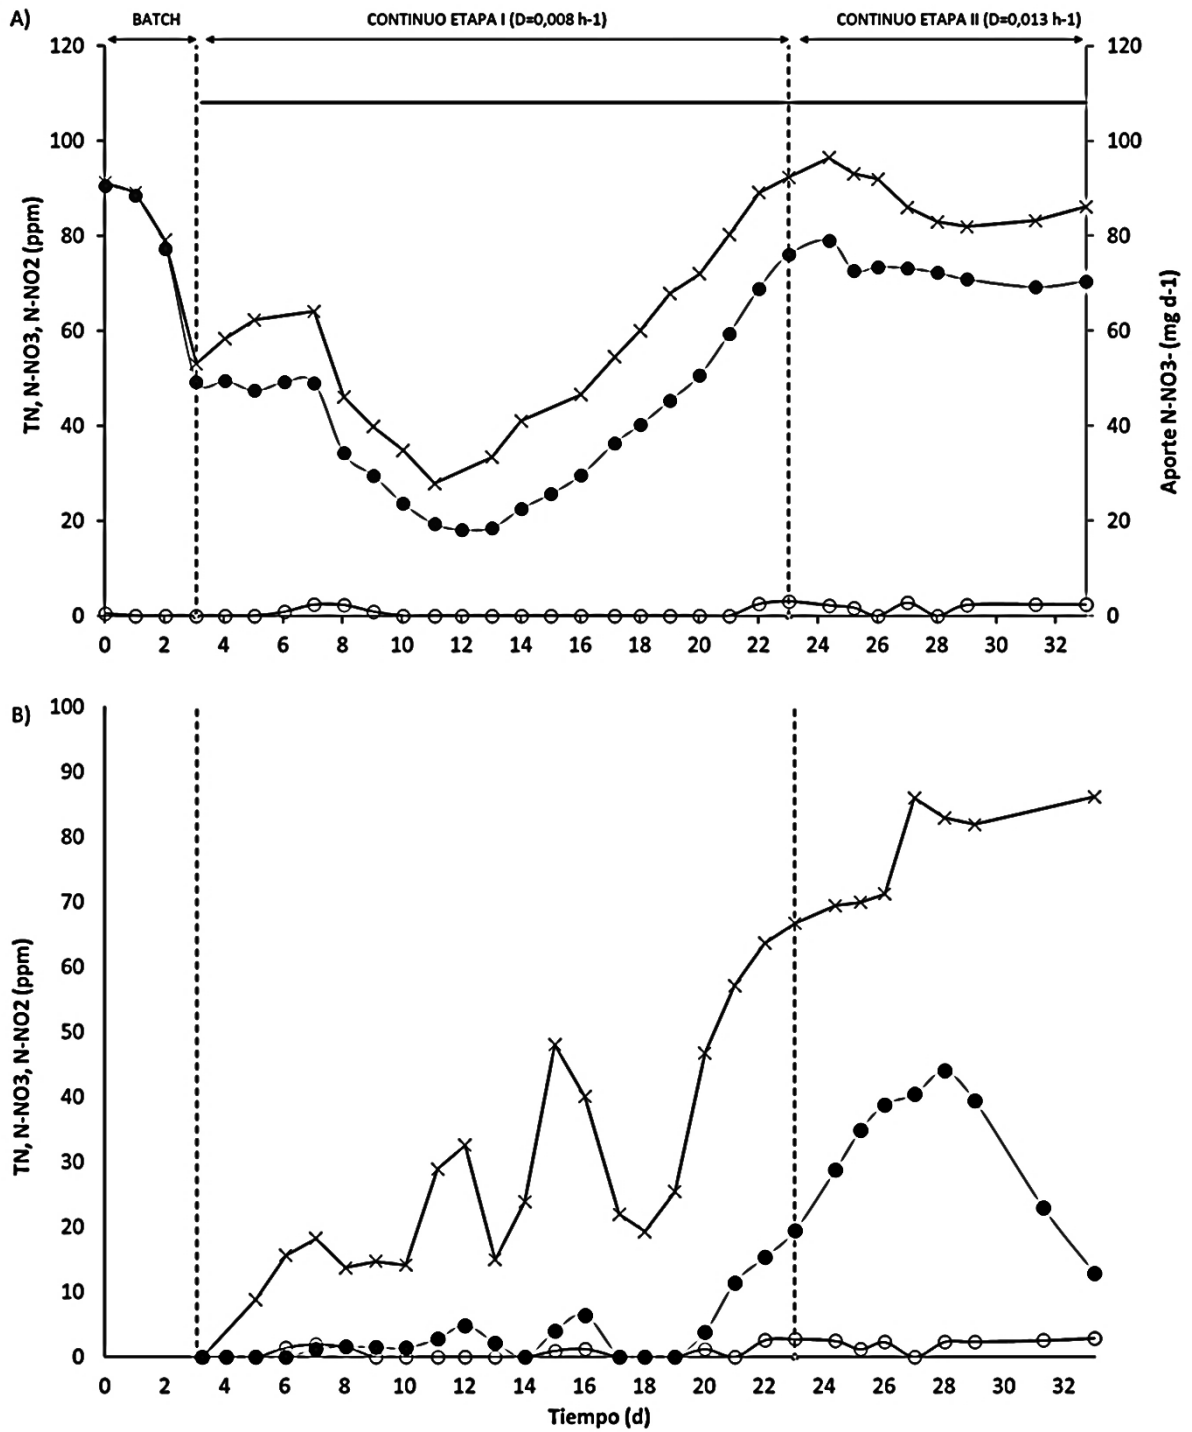 A)
BATCH
CONTINUO ETAPA I (D=0,008 h-1)
CONTINUO ETAPA II (D=0,013 h-1)
TN, N-NO3, N-NO2 (ppm)
120
100
80
60
40
20
0
120
100
80
60
40
20
0
Aporte N-NO3- (mg d-1)
0 2 4 6 8 10 12 14 16 18 20 22 24 26 28 30 32
B)
TN, N-NO3, N-NO2 (ppm)
100
90
80
70
60
50
40
30
20
10
0
0 2 4 6 8 10 12 14 16 18 20 22 24 26 28 30 32
Tiempo (d)